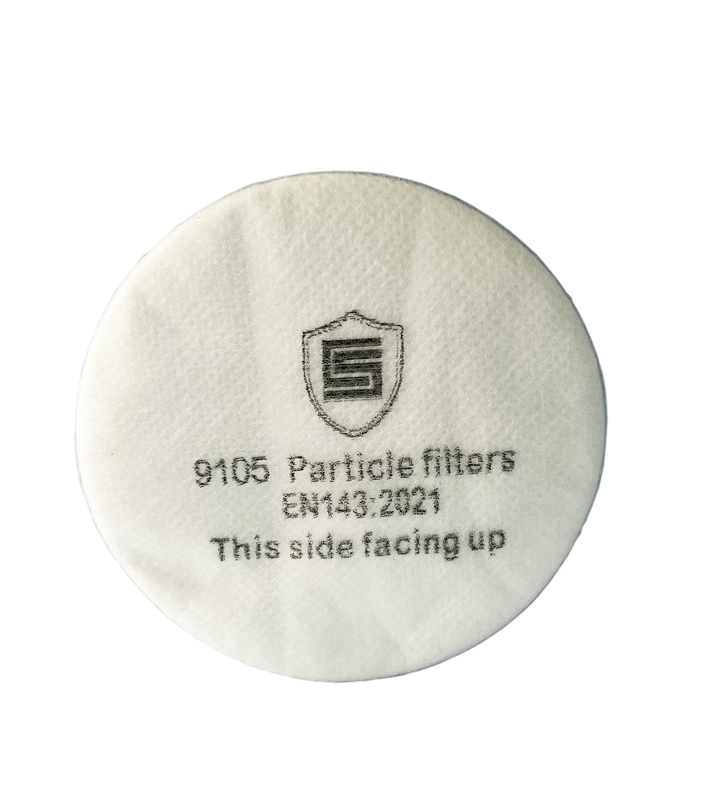 9105 Particle filters
EN143:2021
This side facing up